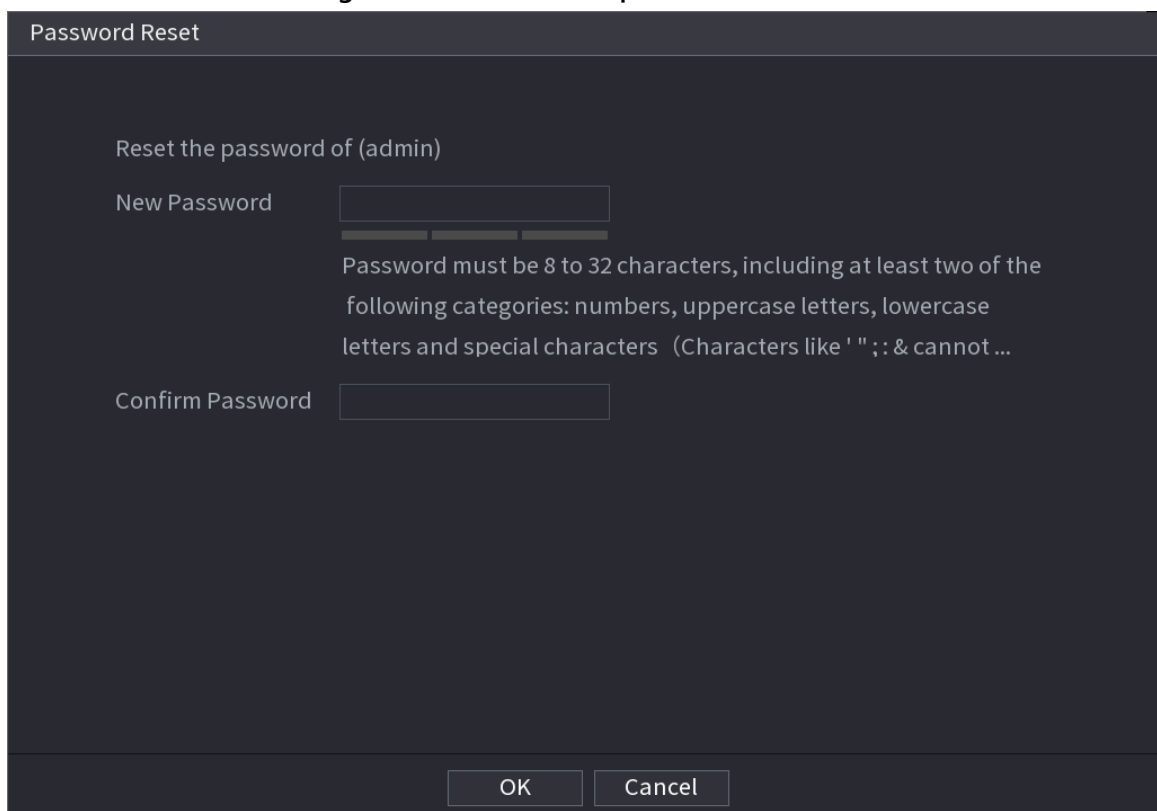 Password Reset
Reset the password of (admin)
New Password
Password must be 8 to 32 characters, including at least two of the
following categories: numbers, uppercase letters, lowercase
letters and special characters（Characters like ' " ; : & cannot ...
Confirm Password
OK Cancel